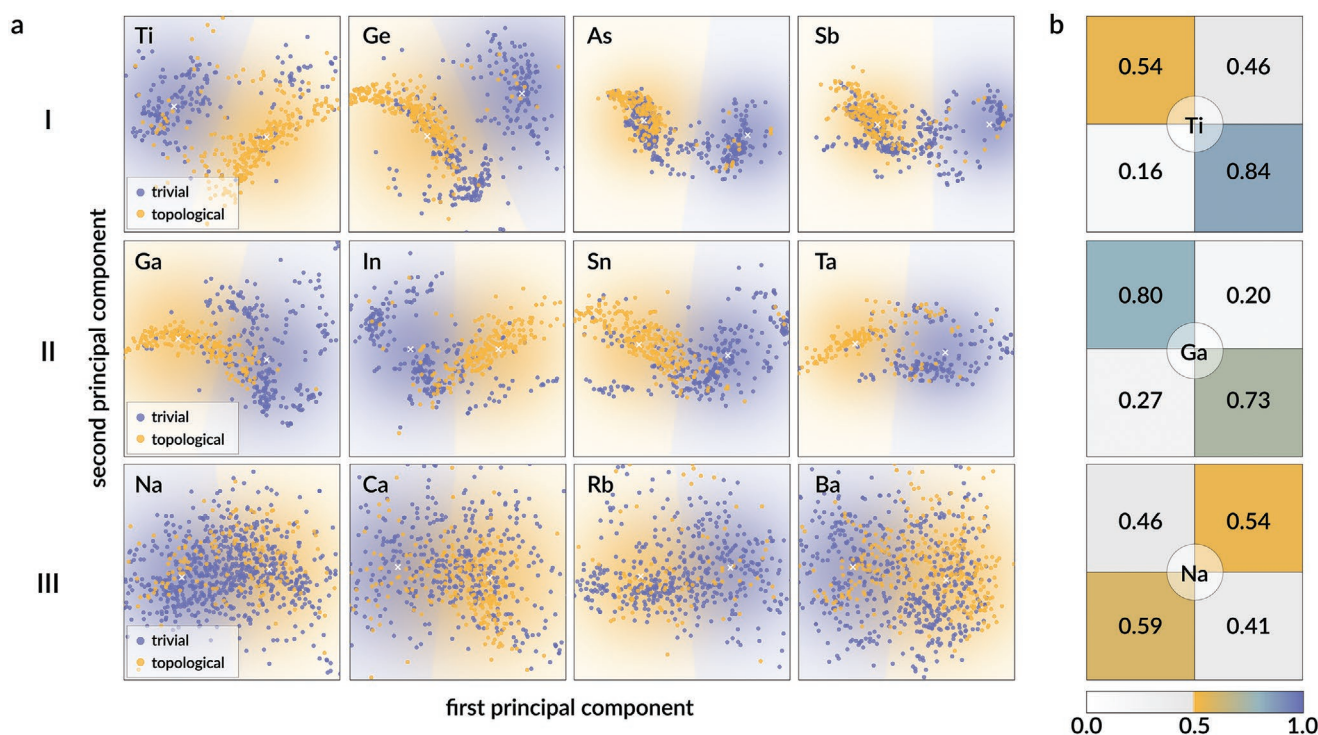 a
b
I
II
III
second principal component
first principal component
Ti
Ge
As
Sb
trivial
topological
Ga
In
Sn
Ta
trivial
topological
Na
Ca
Rb
Ba
trivial
topological
0.54
0.46
Ti
0.16
0.84
0.80
0.20
Ga
0.27
0.73
0.46
0.54
Na
0.59
0.41
0.0
0.5
1.0